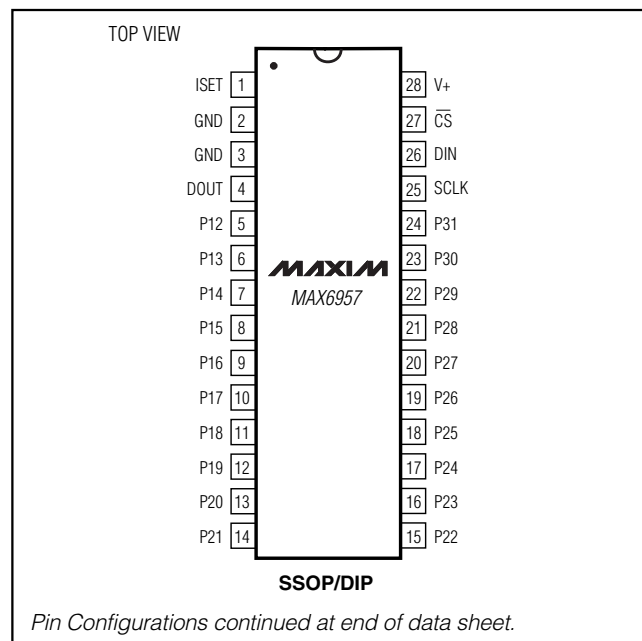 TOP VIEW
ISET 1 28 V+
GND 2 27 C̅S̅
GND 3 26 DIN
DOUT 4 25 SCLK
P12 5 24 P31
P13 6 23 P30
MAXIM
P14 7 22 P29
MAX6957
P15 8 21 P28
P16 9 20 P27
P17 10 19 P26
P18 11 18 P25
P19 12 17 P24
P20 13 16 P23
P21 14 15 P22
SSOP/DIP
Pin Configurations continued at end of data sheet.